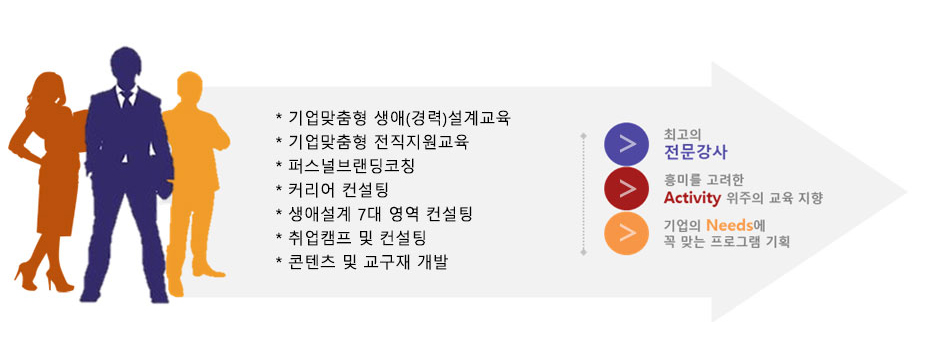 * 기업맞춤형 생애(경력)설계교육
* 기업맞춤형 전직지원교육
* 퍼스널브랜딩코칭
* 커리어 컨설팅
* 생애설계 7대 영역 컨설팅
* 취업캠프 및 컨설팅
* 콘텐츠 및 교구재 개발
최고의
전문강사
흥미를 고려한
Activity 위주의 교육 지향
기업의 Needs에
꼭 맞는 프로그램 기획